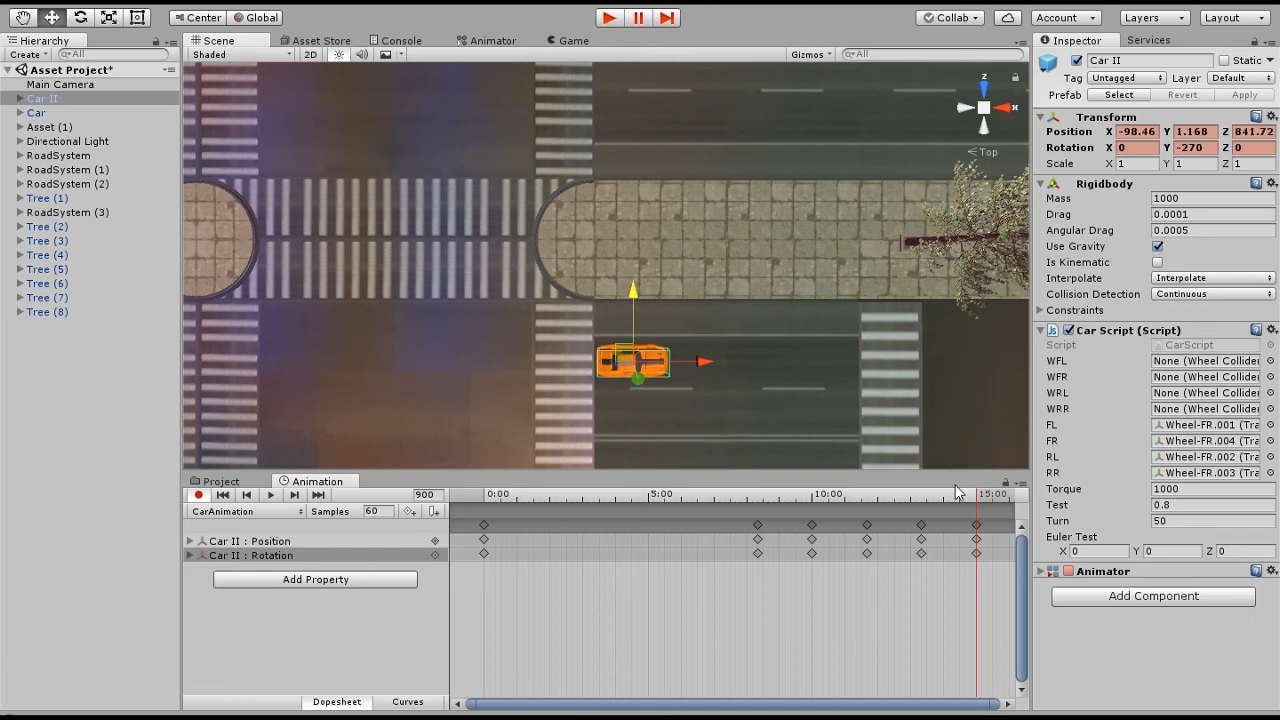 Center Global Collab Account Layers Layout
Hierarchy Scene Asset Store Console Animator Game Inspector Services
Create All Shaded 2D Gizmos All Car II Static
Asset Project* Tag Untagged Layer Default
Main Camera Prefab Select Revert Apply
Car II
Car
Asset (1)
Directional Light
RoadSystem
RoadSystem (1)
RoadSystem (2)
Tree (1)
RoadSystem (3)
Tree (2)
Tree (3)
Tree (4)
Tree (5)
Tree (6)
Tree (7)
Tree (8)
z
x
Top
Transform
Position X -98.46 Y 1.168 Z 841.72
Rotation X 0 Y -270 Z 0
Scale X 1 Y 1 Z 1
Rigidbody
Mass 1000
Drag 0.0001
Angular Drag 0.0005
Use Gravity
Is Kinematic
Interpolate Interpolate
Collision Detection Continuous
Constraints
Car Script (Script)
Script CarScript
WFL None (Wheel Collider
WFR None (Wheel Collider
WRL None (Wheel Collider
WRR None (Wheel Collider
FL Wheel-FR.001 (Tra
FR Wheel-FR.004 (Tra
RL Wheel-FR.002 (Tra
RR Wheel-FR.003 (Tra
Torque 1000
Test 0.8
Turn 50
Euler Test
X 0 Y 0 Z 0
Animator
Add Component
Project Animation
900 0:00 5:00 10:00 15:00
CarAnimation Samples 60
Car II : Position
Car II : Rotation
Add Property
Dopesheet Curves